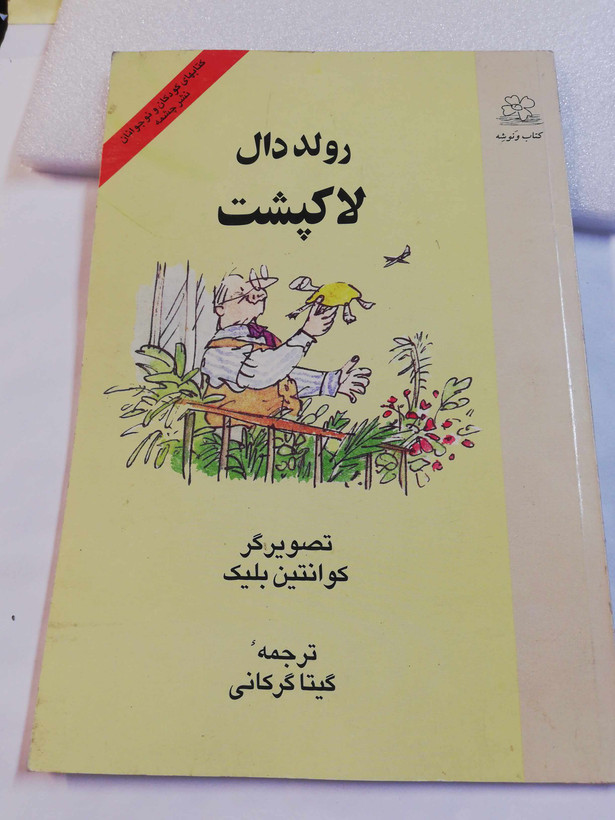 کتابهای کودکان و نوجوانان
نشر چشمه
کتاب ونوشه
رولد دال
لاکپشت
تصویرگر
کوانتین بلیک
ترجمهٔ
گیتا گرکانی